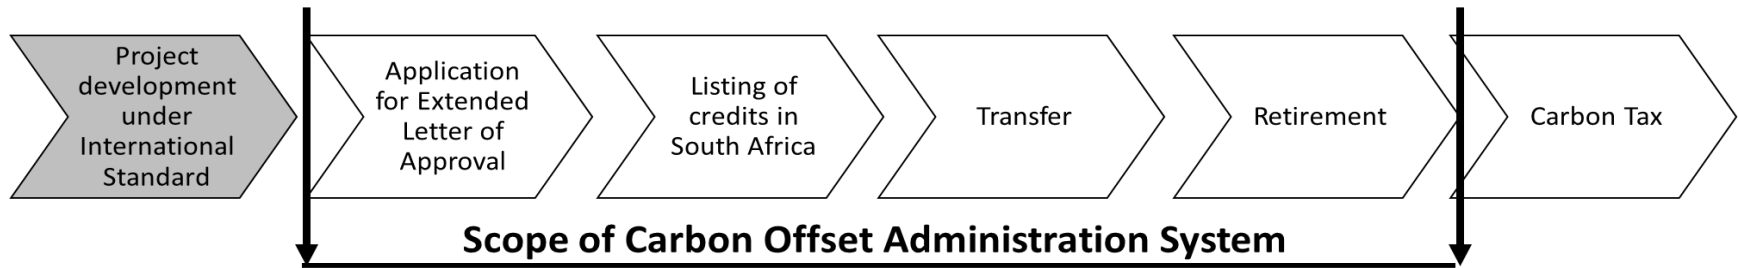 Project
development
under
International
Standard
Application
for Extended
Letter of
Approval
Listing of
credits in
South Africa
Transfer
Retirement
Carbon Tax
Scope of Carbon Offset Administration System